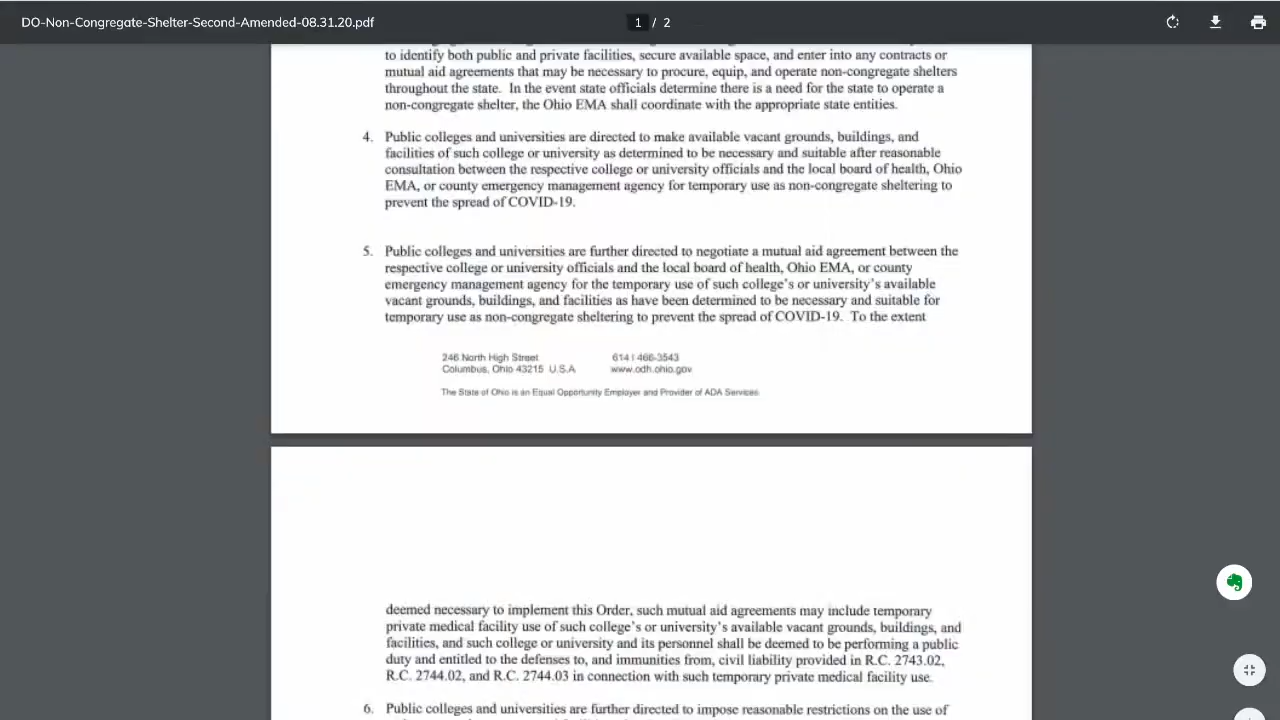 DO-Non-Congregate-Shelter-Second-Amended-08.31.20.pdf
1 / 2
to identify both public and private facilities, secure available space, and enter into any contracts or
mutual aid agreements that may be necessary to procure, equip, and operate non-congregate shelters
throughout the state. In the event state officials determine there is a need for the state to operate a
non-congregate shelter, the Ohio EMA shall coordinate with the appropriate state entities.
4. Public colleges and universities are directed to make available vacant grounds, buildings, and
facilities of such college or university as determined to be necessary and suitable after reasonable
consultation between the respective college or university officials and the local board of health, Ohio
EMA, or county emergency management agency for temporary use as non-congregate sheltering to
prevent the spread of COVID-19.
5. Public colleges and universities are further directed to negotiate a mutual aid agreement between the
respective college or university officials and the local board of health, Ohio EMA, or county
emergency management agency for the temporary use of such college's or university's available
vacant grounds, buildings, and facilities as have been determined to be necessary and suitable for
temporary use as non-congregate sheltering to prevent the spread of COVID-19. To the extent
246 North High Street 614 | 466-3543
Columbus, Ohio 43215 U.S.A www.odh.ohio.gov
The State of Ohio is an Equal Opportunity Employer and Provider of ADA Services
deemed necessary to implement this Order, such mutual aid agreements may include temporary
private medical facility use of such college's or university's available vacant grounds, buildings, and
facilities, and such college or university and its personnel shall be deemed to be performing a public
duty and entitled to the defenses to, and immunities from, civil liability provided in R.C. 2743.02,
R.C. 2744.02, and R.C. 2744.03 in connection with such temporary private medical facility use.
6. Public colleges and universities are further directed to impose reasonable restrictions on the use of